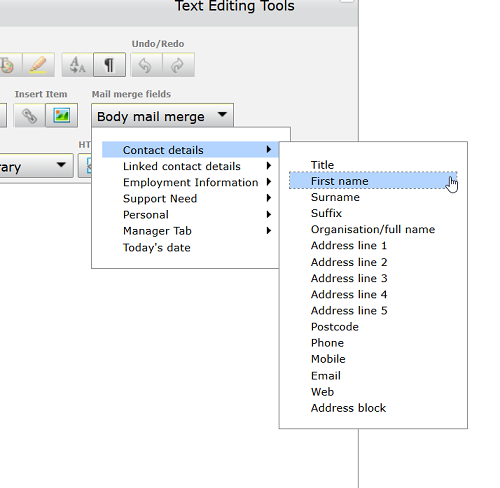 Text Editing Tools
Undo/Redo
Insert Item
Mail merge fields
Body mail merge
HT
rary
Contact details
Linked contact details
Employment Information
Support Need
Personal
Manager Tab
Today's date
Title
First name
Surname
Suffix
Organisation/full name
Address line 1
Address line 2
Address line 3
Address line 4
Address line 5
Postcode
Phone
Mobile
Email
Web
Address block